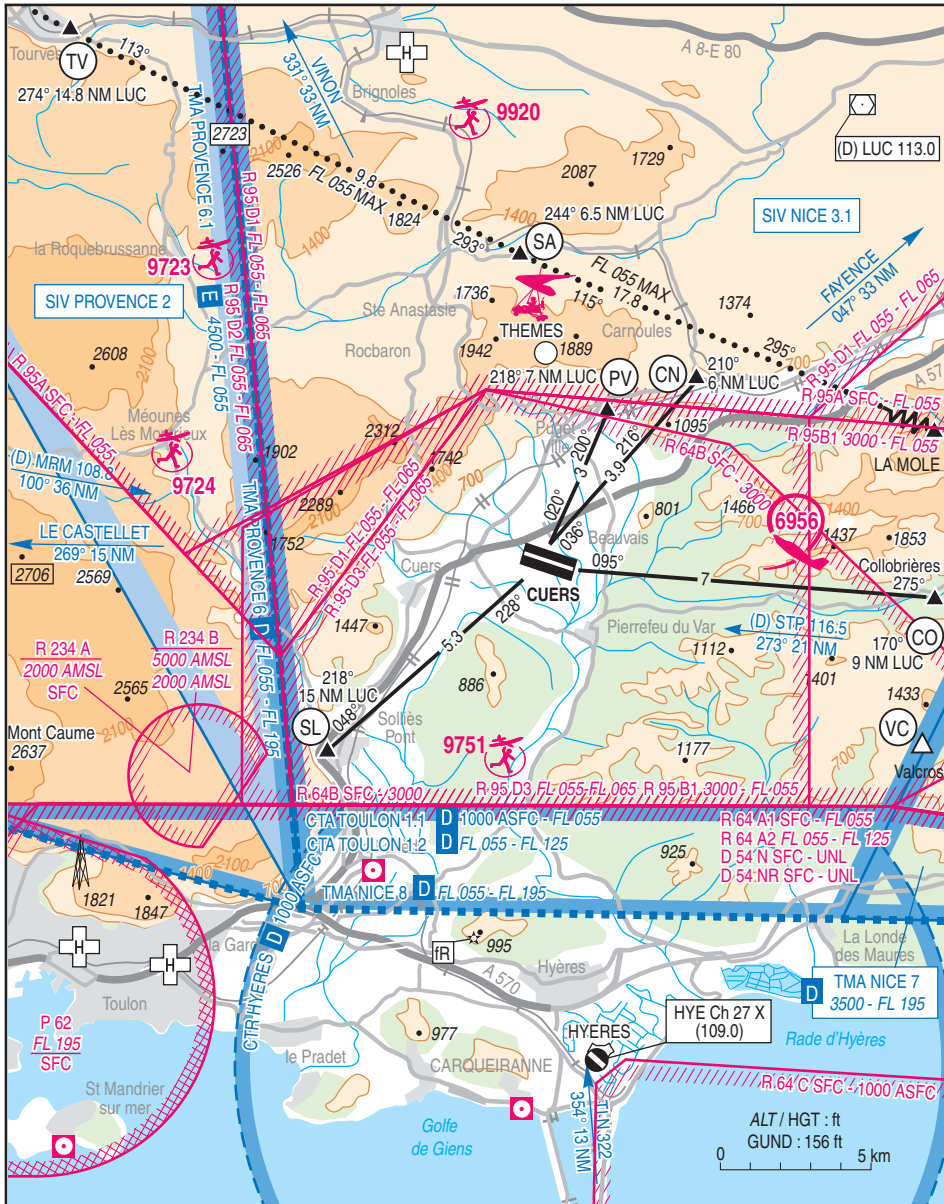 Tourves
TV
274° 14.8 NM LUC
113°
VINON
331° 33 NM
Brignoles
A 8-E 80
9920
(D) LUC 113.0
TMA PROVENCE 6.1
2723
2100
2526
FL 055 MAX
9.8
1824
2087
1729
1400
244° 6.5 NM LUC
SA
293°
SIV NICE 3.1
la Roquebrussanne
9723
1400
R 95 D1 FL 055 - FL 065
FL 055 MAX
17.8
115°
FAYENCE
047° 33 NM
SIV PROVENCE 2
E
4500 - FL 055
R 95 D2 FL 055 - FL 065
Ste Anastasie
1736
THEMES
Carnoules
1374
Rocbaron
1942
1889
295°
R 95 D1 FL 055 - FL 065
2608
2100
218° 7 NM LUC
PV
CN
210°
6 NM LUC
700
A 57
R 95A SFC - FL 055
R 95A SFC - FL 055
Méounes
Lès Montrieux
2312
Puget
Ville
1095
R 95B1 3000 - FL 055
LA MOLE
(D) MRM 108.8
100° 36 NM
9724
1902
1742
700
200°
3.9
216°
R 64B SFC - 3000
2289
2100
020°
036°
801
1466
700
6956
1400
1437
1853
LE CASTELLET
269° 15 NM
1752
R 95 D1 FL 055 - FL 065
R 95 D3 FL 055 - FL 065
Cuers
Beauvais
095°
7
Collobrières
275°
2706
2569
TMA PROVENCE 6
D
FL 055 - FL 195
CUERS
R 234 A
2000 AMSL
SFC
R 234 B
5000 AMSL
2000 AMSL
1447
5.3
228°
Pierrefeu du Var
(D) STP 116.5
273° 21 NM
CO
170°
9 NM LUC
1112
1401
2565
218°
15 NM LUC
886
1433
Mont Caume
2637
2100
SL
048°
Solliès
Pont
9751
1177
700
VC
Valcros
R 64B SFC - 3000
R 95 D3 FL 055-FL 065
R 95 B1 3000 - FL 055
CTA TOULON 1.1
D
1000 ASFC - FL 055
CTA TOULON 1.2
D
FL 055 - FL 125
R 64 A1 SFC - FL 055
R 64 A2 FL 055 - FL 125
D 54 N SFC - UNL
D 54 NR SFC - UNL
2100
1400
925
TMA NICE 8
D
FL 055 - FL 195
1821
1847
H
H
H
la Garde
fR
995
Hyères
La Londe
des Maures
A 570
Toulon
D
TMA NICE 7
3500 - FL 195
CTR HYERES
D
1000 ASFC
P 62
FL 195
SFC
977
le Pradet
CARQUEIRANNE
HYERES
HYE Ch 27 X
(109.0)
Rade d'Hyères
St Mandrier
sur mer
Golfe
de Giens
354° 13 NM
TLN 322
R 64 C SFC - 1000 ASFC
ALT / HGT : ft
GUND : 156 ft
0
5 km